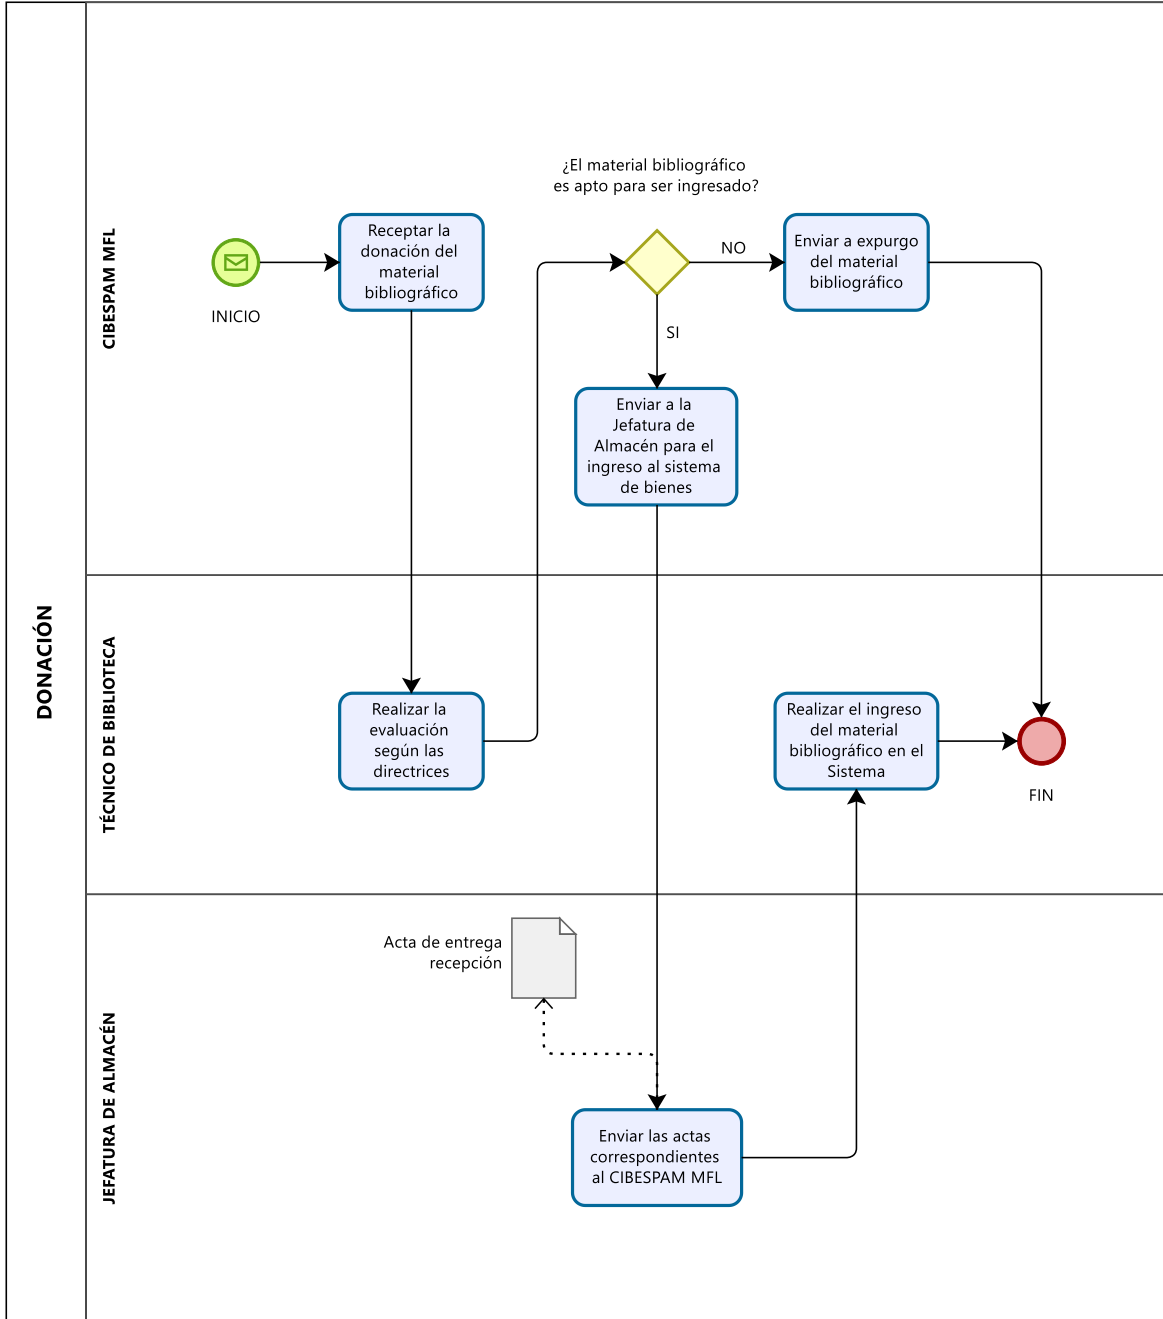 DONACIÓN
CIBESPAM MFL
INICIO
Receptar la
donación del
material
bibliográfico
¿El material bibliográfico
es apto para ser ingresado?
NO
Enviar a expurgo
del material
bibliográfico
SI
Enviar a la
Jefatura de
Almacén para el
ingreso al sistema
de bienes
TÉCNICO DE BIBLIOTECA
Realizar la
evaluación
según las
directrices
Realizar el ingreso
del material
bibliográfico en el
Sistema
FIN
JEFATURA DE ALMACÉN
Acta de entrega
recepción
Enviar las actas
correspondientes
al CIBESPAM MFL